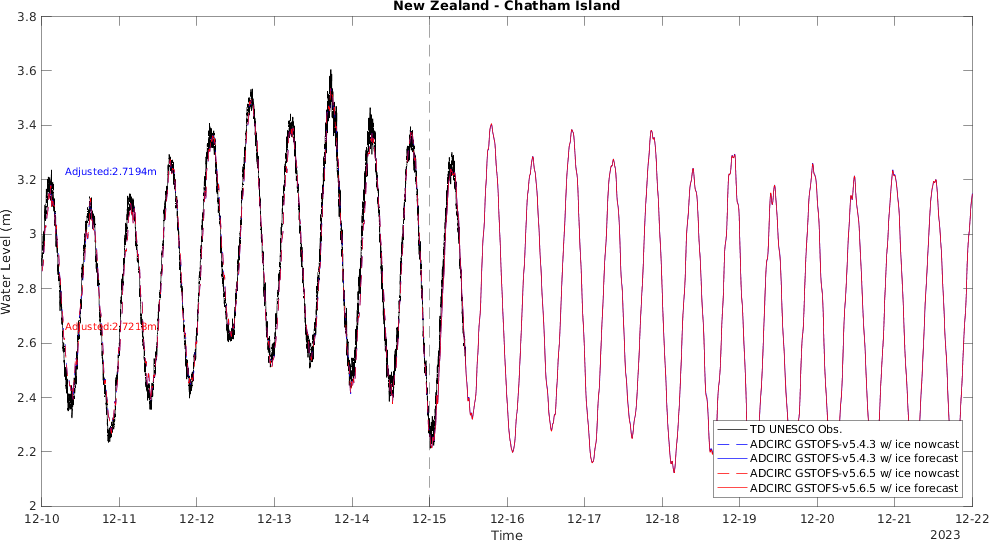 New Zealand - Chatham Island
3.8
3.6
3.4
3.2
3
2.8
2.6
2.4
2.2
2
Water Level (m)
Adjusted:2.7194m
Adjusted:2.7213m
TD UNESCO Obs.
ADCIRC GSTOFS-v5.4.3 w/ ice nowcast
ADCIRC GSTOFS-v5.4.3 w/ ice forecast
ADCIRC GSTOFS-v5.6.5 w/ ice nowcast
ADCIRC GSTOFS-v5.6.5 w/ ice forecast
12-10 12-11 12-12 12-13 12-14 12-15 12-16 12-17 12-18 12-19 12-20 12-21 12-22
Time
2023